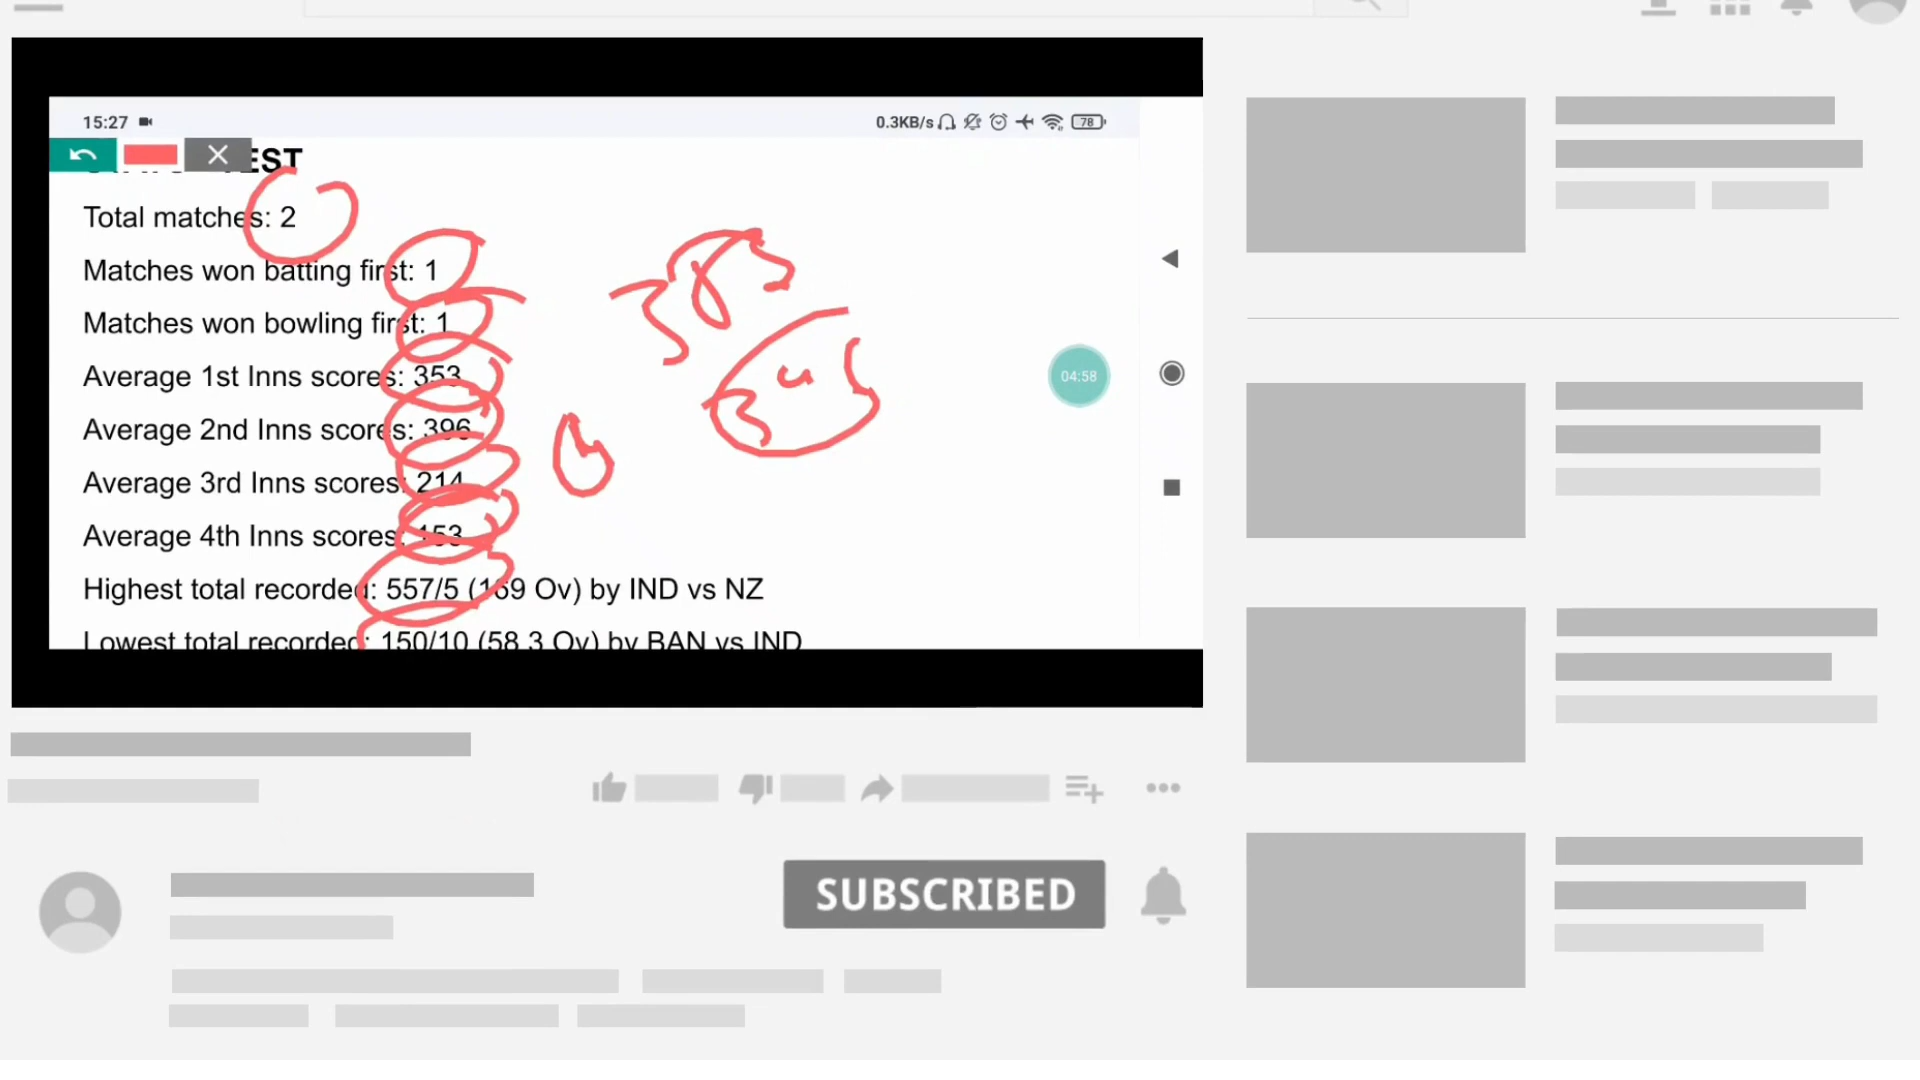 15:27 0.3KB/s 78
TEST
Total matches: 2
Matches won batting first: 1
Matches won bowling first: 1
Average 1st Inns scores: 353
Average 2nd Inns scores: 396
Average 3rd Inns scores: 214
Average 4th Inns scores: 153
Highest total recorded: 557/5 (169 Ov) by IND vs NZ
Lowest total recorded: 150/10 (58.3 Ov) by BAN vs IND
04:58
SUBSCRIBED